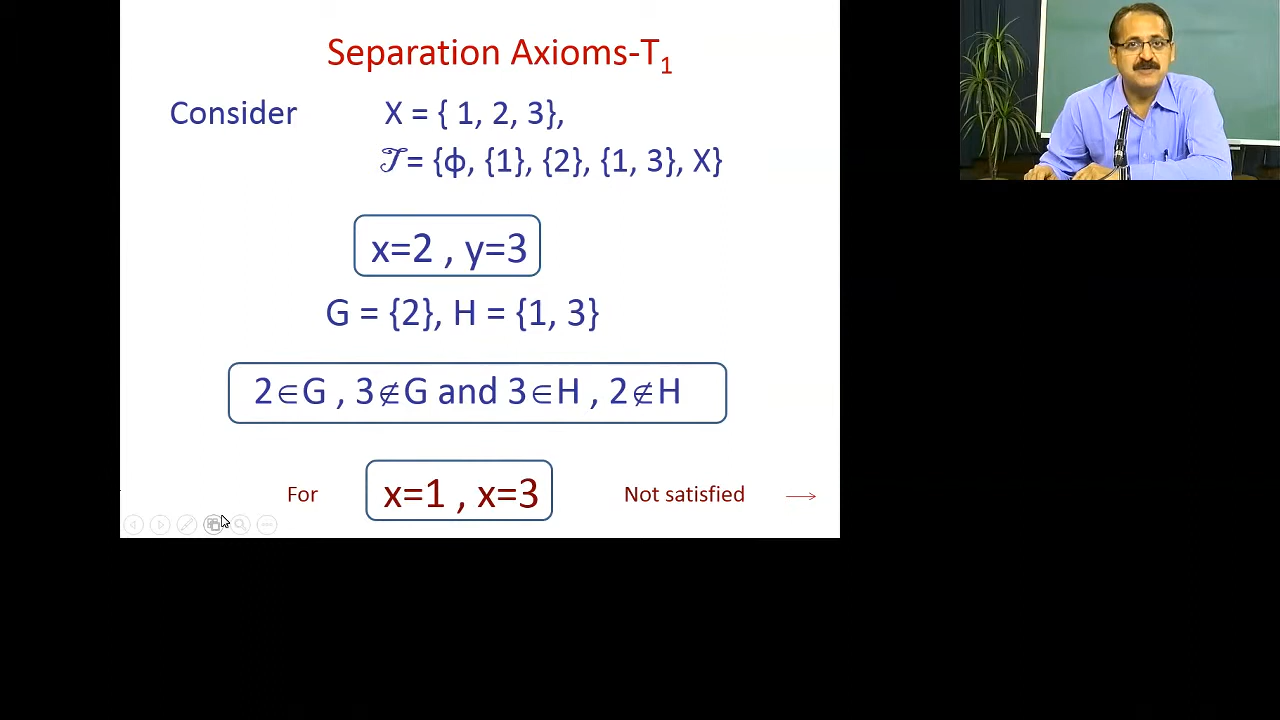 Separation Axioms-T₁
Consider X = { 1, 2, 3},
𝒯 = {ϕ, {1}, {2}, {1, 3}, X}
x=2 , y=3
G = {2}, H = {1, 3}
2∈G , 3∉G and 3∈H , 2∉H
For x=1 , x=3 Not satisfied →